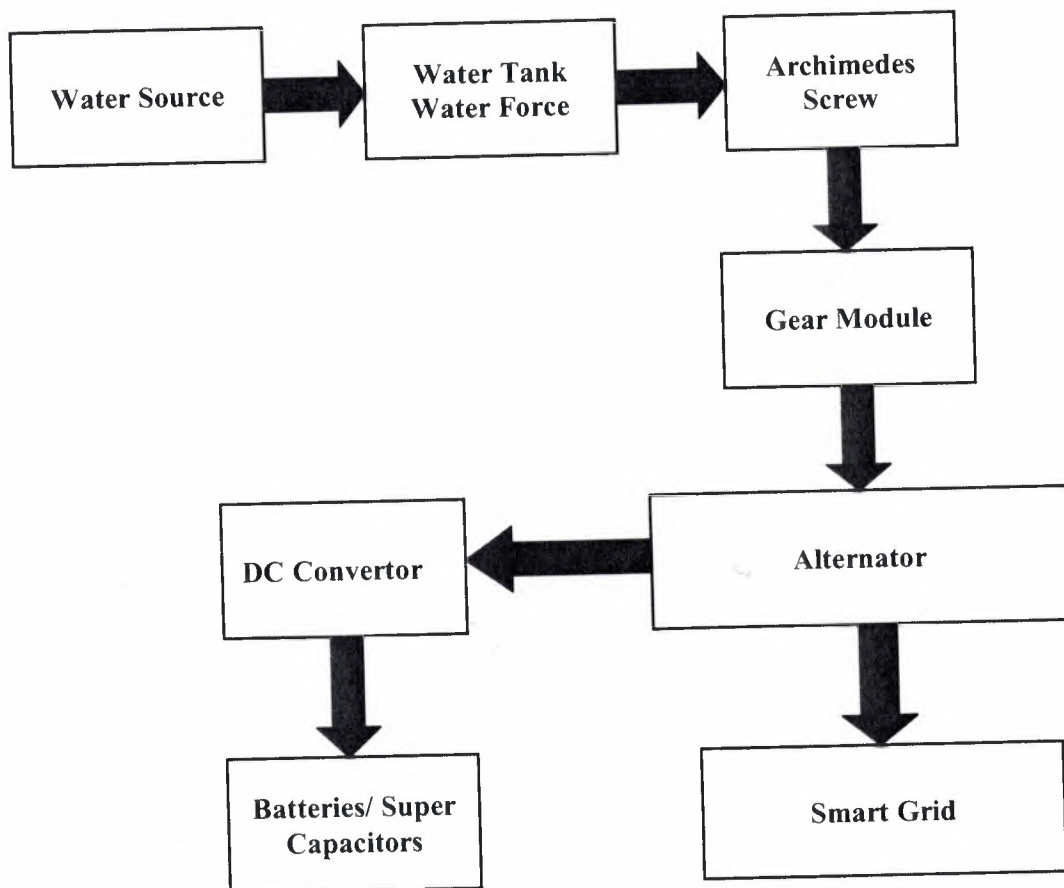 Water Source
Water Tank
Water Force
Archimedes
Screw
Gear Module
Alternator
DC Convertor
Batteries/ Super
Capacitors
Smart Grid